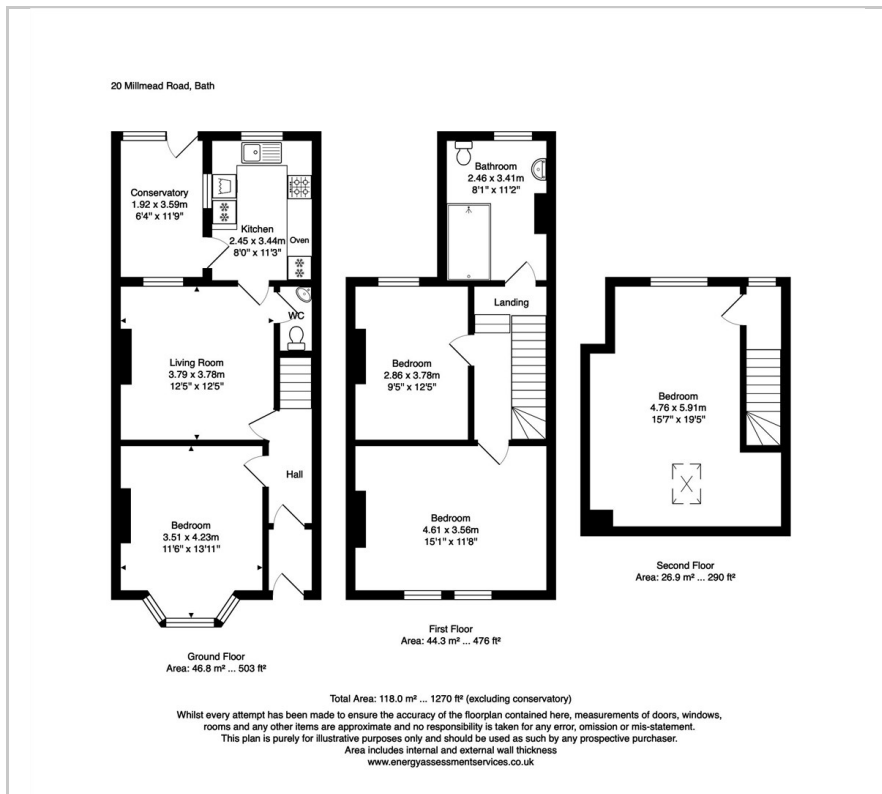 20 Millmead Road, Bath
Conservatory
1.92 x 3.59m
6'4" x 11'9"
Kitchen
2.45 x 3.44m
8'0" x 11'3"
Oven
WC
Living Room
3.79 x 3.78m
12'5" x 12'5"
Hall
Bedroom
3.51 x 4.23m
11'6" x 13'11"
Ground Floor
Area: 46.8 m² ... 503 ft²
Bathroom
2.46 x 3.41m
8'1" x 11'2"
Landing
Bedroom
2.86 x 3.78m
9'5" x 12'5"
Bedroom
4.61 x 3.56m
15'1" x 11'8"
First Floor
Area: 44.3 m² ... 476 ft²
Bedroom
4.76 x 5.91m
15'7" x 19'5"
Second Floor
Area: 26.9 m² ... 290 ft²
Total Area: 118.0 m² ... 1270 ft² (excluding conservatory)
Whilst every attempt has been made to ensure the accuracy of the floorplan contained here, measurements of doors, windows,
rooms and any other items are approximate and no responsibility is taken for any error, omission or mis-statement.
This plan is purely for illustrative purposes only and should be used as such by any prospective purchaser.
Area includes internal and external wall thickness
www.energyassessmentservices.co.uk